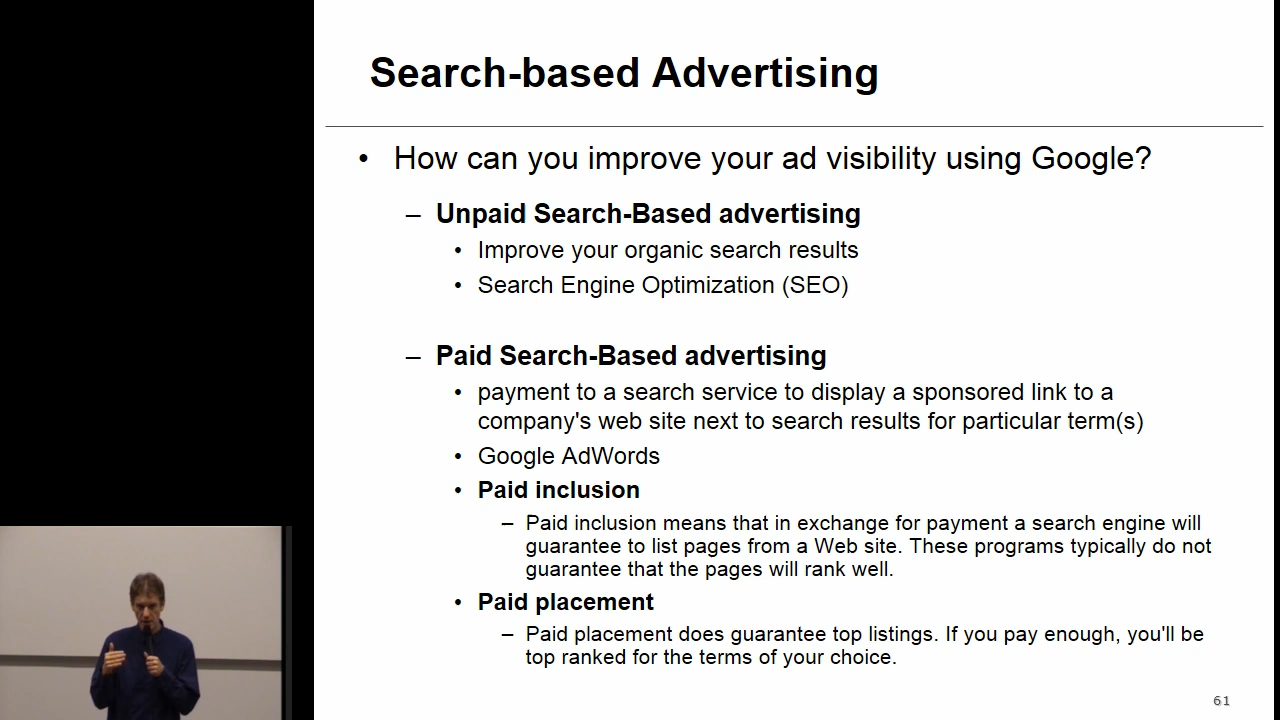 Search-based Advertising
• How can you improve your ad visibility using Google?
– Unpaid Search-Based advertising
• Improve your organic search results
• Search Engine Optimization (SEO)
– Paid Search-Based advertising
• payment to a search service to display a sponsored link to a
company's web site next to search results for particular term(s)
• Google AdWords
• Paid inclusion
– Paid inclusion means that in exchange for payment a search engine will
guarantee to list pages from a Web site. These programs typically do not
guarantee that the pages will rank well.
• Paid placement
– Paid placement does guarantee top listings. If you pay enough, you'll be
top ranked for the terms of your choice.
61